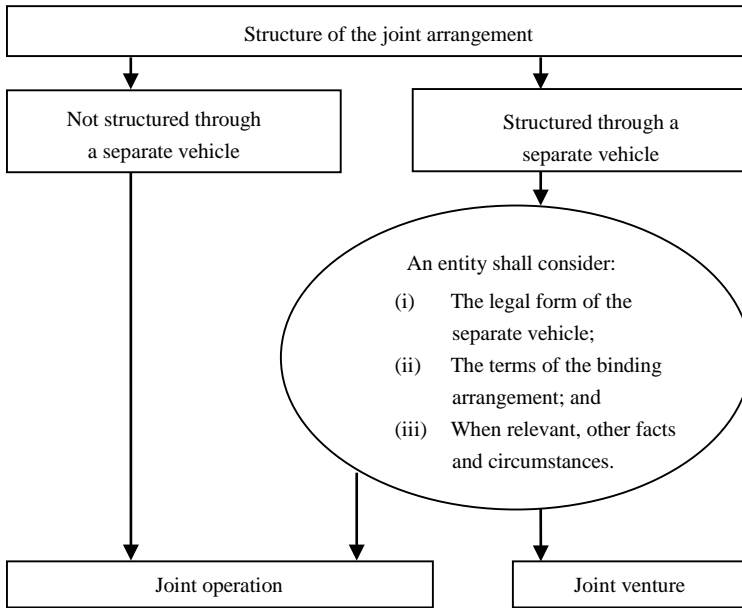 Structure of the joint arrangement
Not structured through
a separate vehicle
Structured through a
separate vehicle
An entity shall consider:
(i) The legal form of the
separate vehicle;
(ii) The terms of the binding
arrangement; and
(iii) When relevant, other facts
and circumstances.
Joint operation
Joint venture